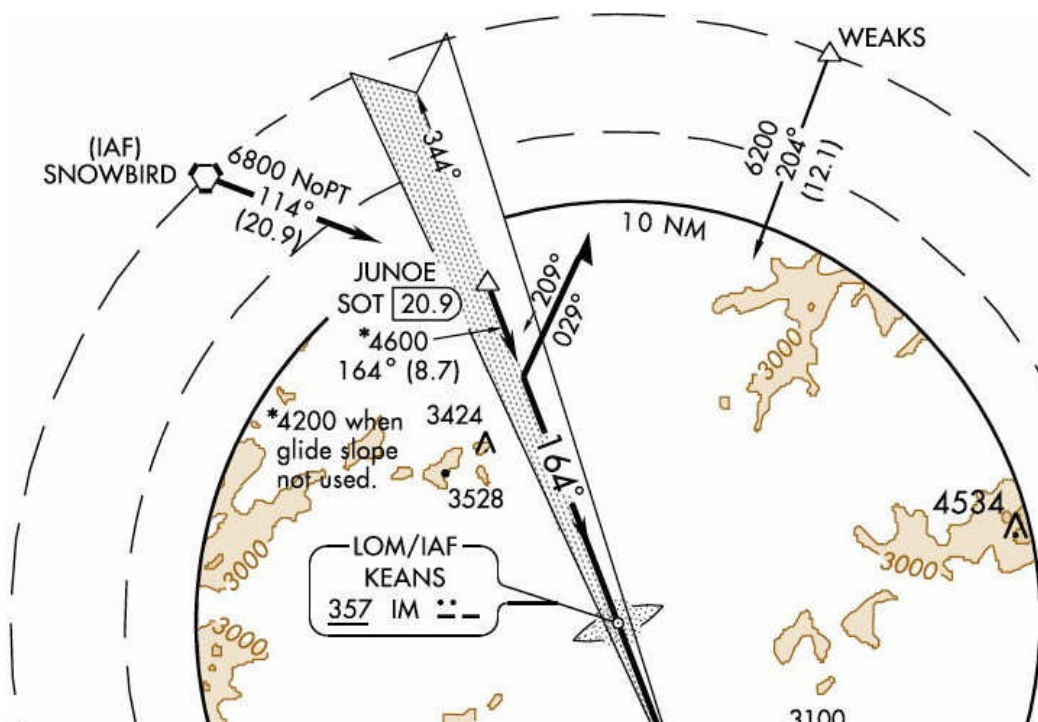 WEAKS
6200
204°
(12.1)
(IAF)
SNOWBIRD
6800 NoPT
114°
(20.9)
344°
10 NM
JUNOE
SOT 20.9
*4600
164° (8.7)
209°
029°
*4200 when
glide slope
not used.
3424
3528
164°
3000
4534
3000
3000
3000
LOM/IAF
KEANS
357 IM
3100